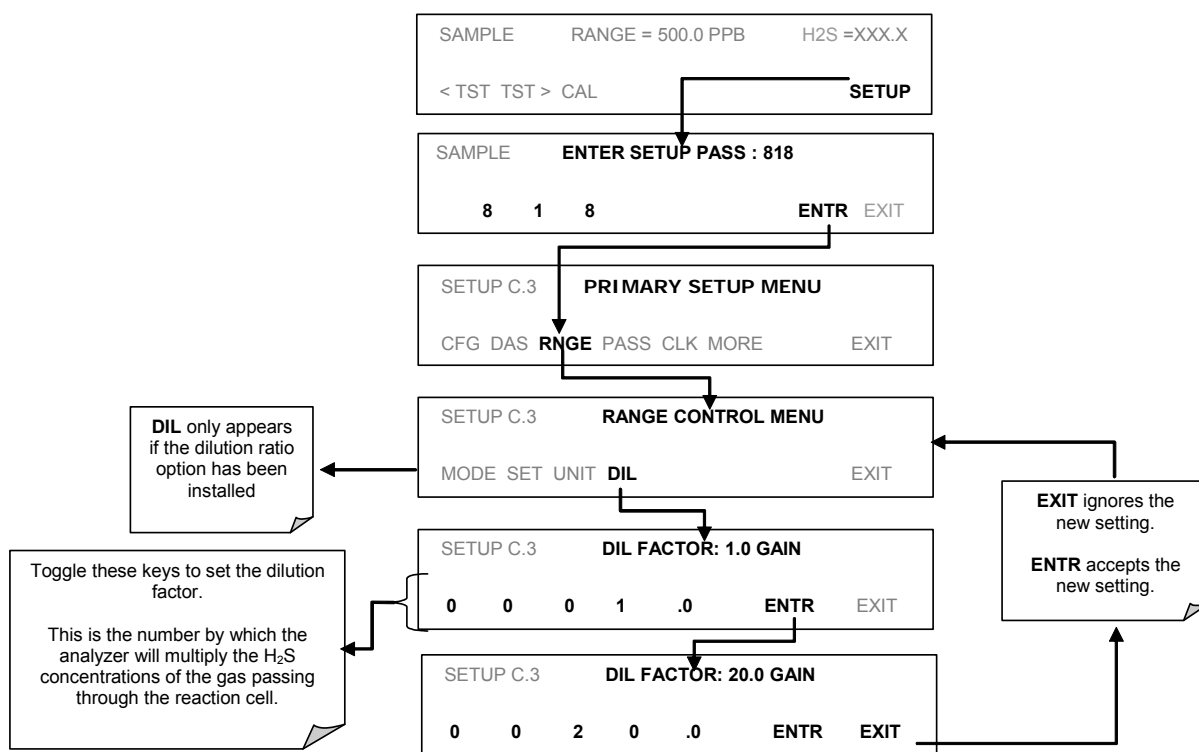 SAMPLE RANGE = 500.0 PPB H2S =XXX.X
< TST TST > CAL SETUP
SAMPLE ENTER SETUP PASS : 818
8 1 8 ENTR EXIT
SETUP C.3 PRIMARY SETUP MENU
CFG DAS RNGE PASS CLK MORE EXIT
SETUP C.3 RANGE CONTROL MENU
MODE SET UNIT DIL EXIT
DIL only appears
if the dilution ratio
option has been
installed
SETUP C.3 DIL FACTOR: 1.0 GAIN
0 0 0 1 .0 ENTR EXIT
Toggle these keys to set the dilution
factor.
This is the number by which the
analyzer will multiply the H₂S
concentrations of the gas passing
through the reaction cell.
SETUP C.3 DIL FACTOR: 20.0 GAIN
0 0 2 0 .0 ENTR EXIT
EXIT ignores the
new setting.
ENTR accepts the
new setting.